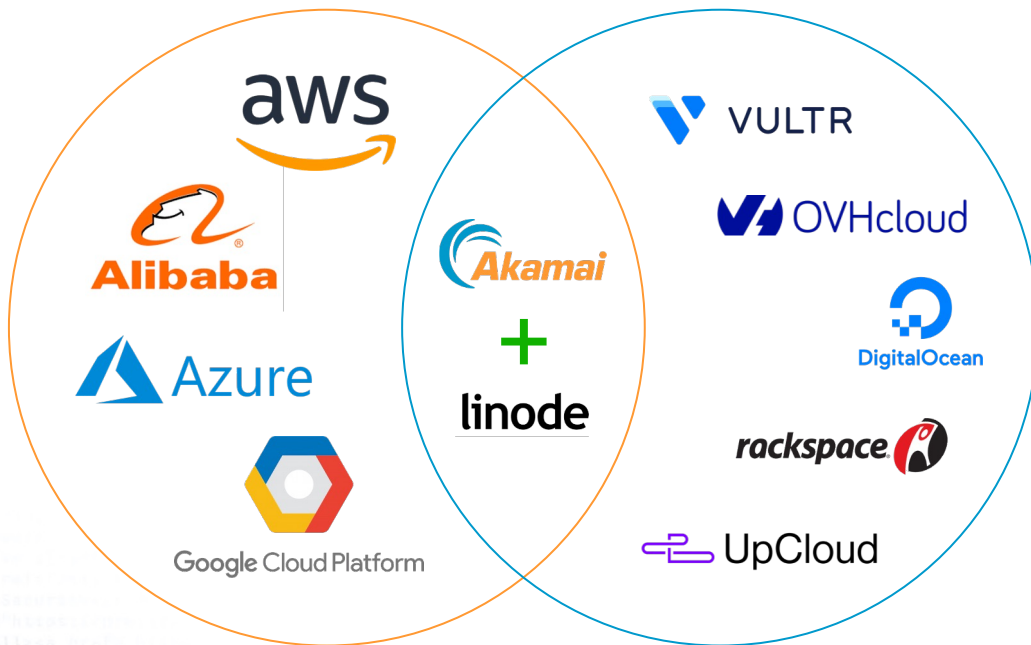 aws
Alibaba
®
Azure
Google Cloud Platform
Akamai
+
linode
VULTR
OVHcloud
DigitalOcean
rackspace®
UpCloud